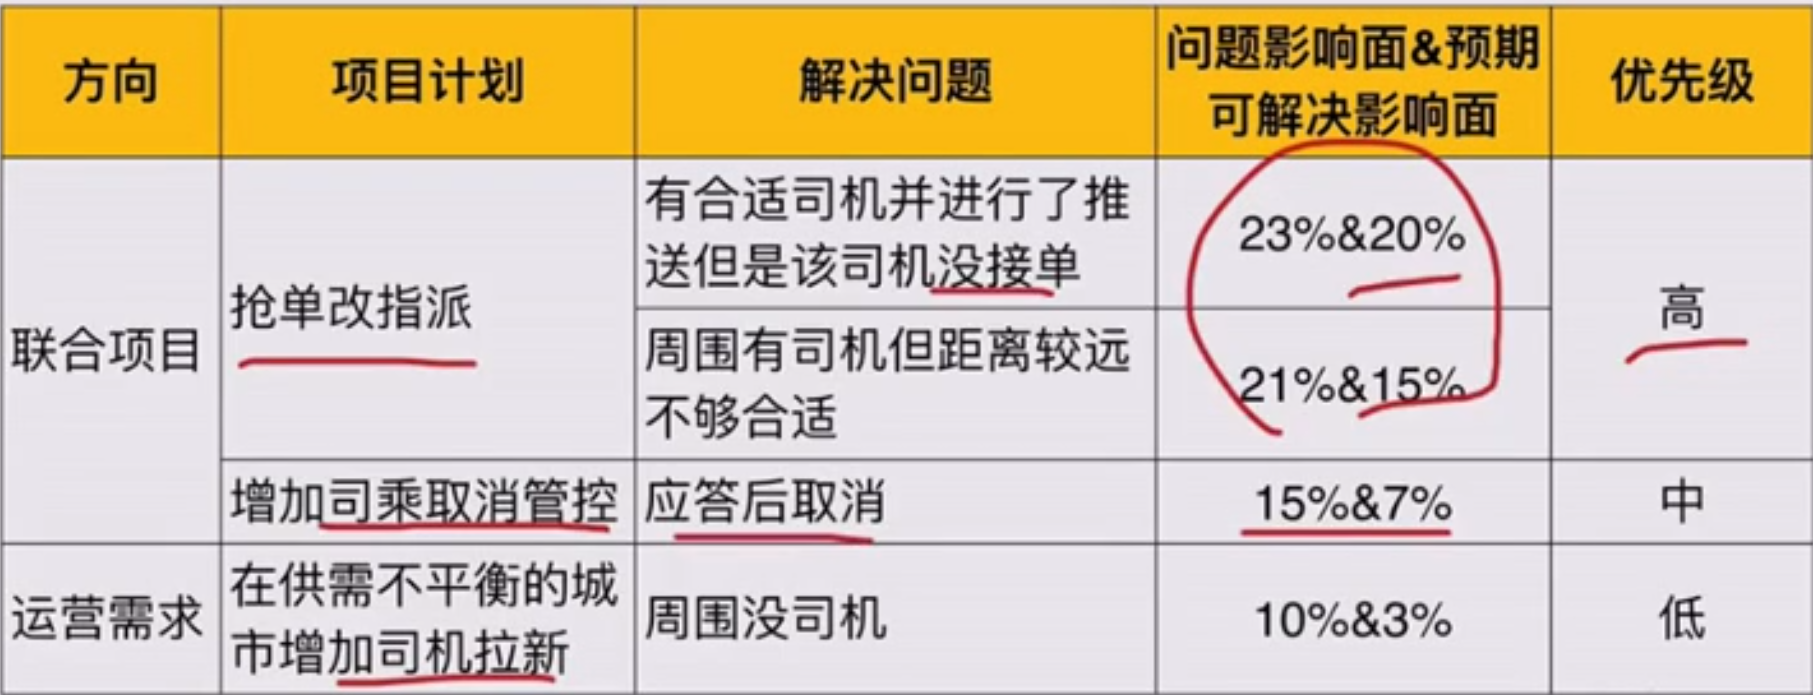 方向
项目计划
解决问题
问题影响面&预期
可解决影响面
优先级
联合项目
抢单改指派
有合适司机并进行了推
送但是该司机没接单
23%&20%
高
周围有司机但距离较远
不够合适
21%&15%
增加司乘取消管控
应答后取消
15%&7%
中
运营需求
在供需不平衡的城
市增加司机拉新
周围没司机
10%&3%
低